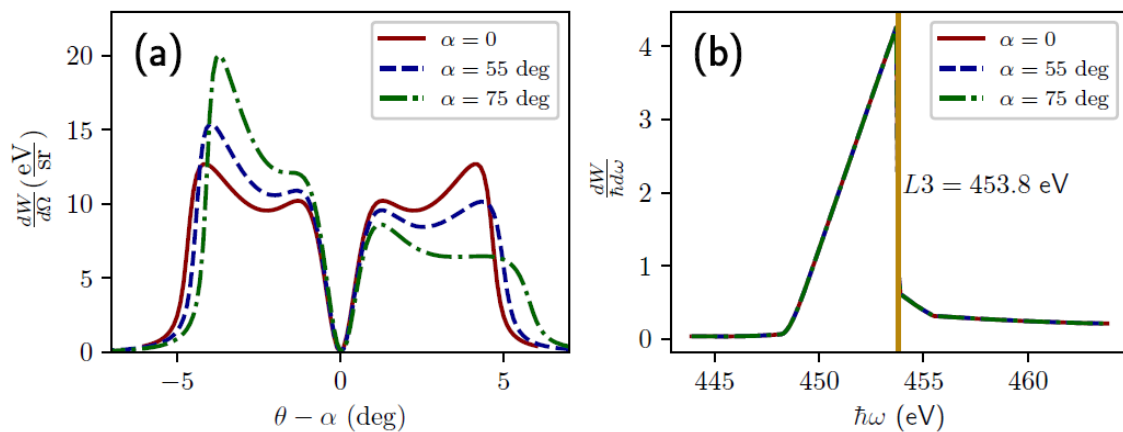 (a)
α = 0
α = 55 deg
α = 75 deg
dW/dΩ (eV/sr)
20
15
10
5
0
−5
0
5
θ − α (deg)
(b)
α = 0
α = 55 deg
α = 75 deg
L3 = 453.8 eV
dW/ħdω
4
3
2
1
0
445
450
455
460
ħω (eV)